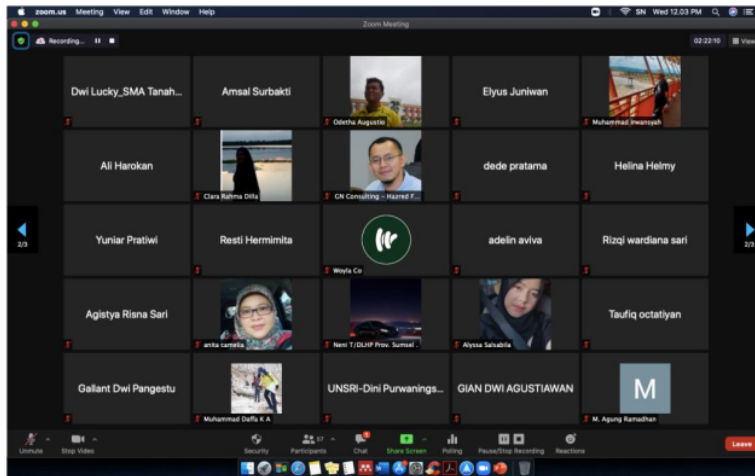 zoom.us Meeting View Edit Window Help
SN Wed 12.03 PM
Zoom Meeting
Recording...
02:22:10 View
Dwi Lucky_SMA Tanah...
Amsal Surbakti
Odetha Augustio
Elyus Juniwan
Muhammad Irwansyah
Ali Harokan
Clara Rahma Dilla
GN Consulting - Hazred F...
dede pratama
Helina Helmy
2/3
Yuniar Pratiwi
Resti Hermimita
Woyla Co
adelin aviva
Rizqi wardiana sari
2/3
Agistya Risna Sari
anita camelia
Neni T/DLHP Prov. Sumsel .
Alyssa Salsabila
Taufiq octatiyan
Gallant Dwi Pangestu
Muhammad Daffa K A
UNSRI-Dini Purwanings...
GIAN DWI AGUSTIAWAN
M
M. Agung Ramadhan
Unmute
Stop Video
Security
Participants 57
Chat
Share Screen
Polling
Pause/Stop Recording
Reactions
Leave